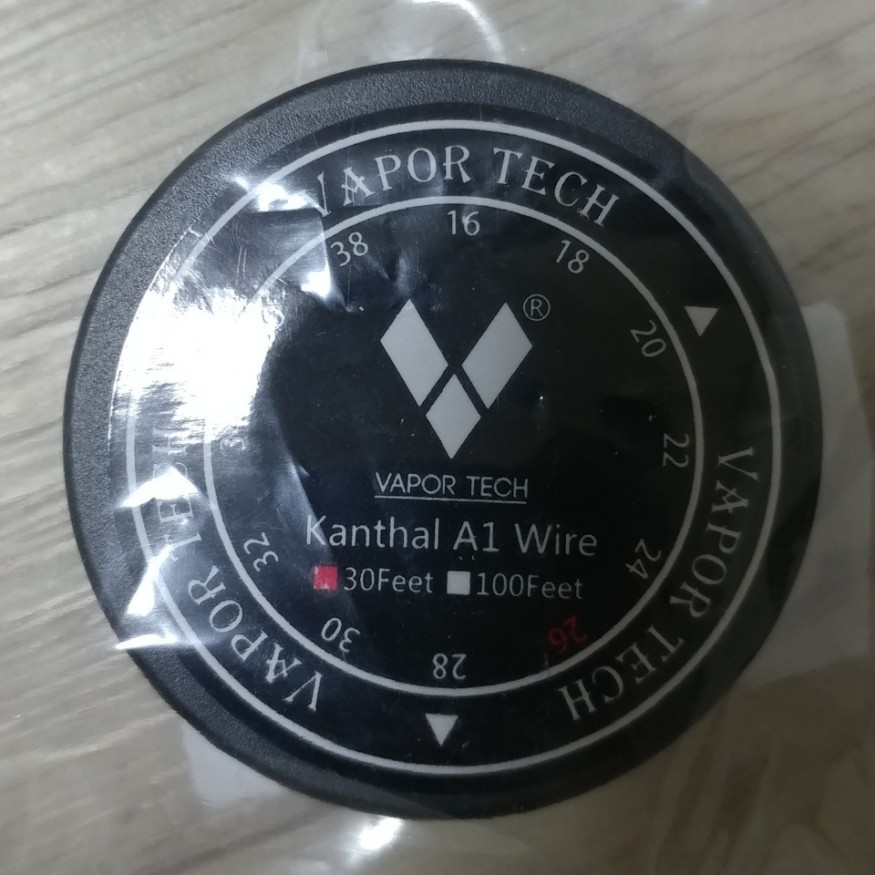 VAPOR TECH
VAPOR TECH
VAPOR TECH
16
18
20
22
24
26
28
30
32
38
®
VAPOR TECH
Kanthal A1 Wire
30Feet 100Feet